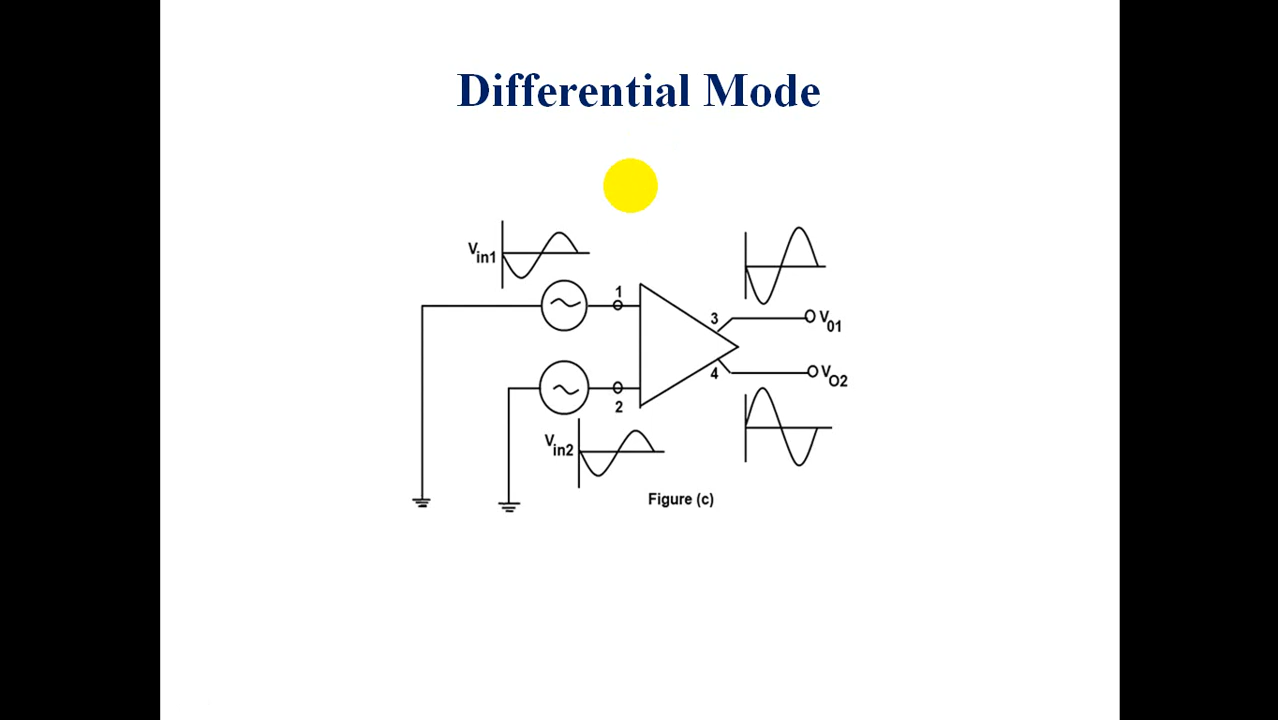 Differential Mode
Vin1
1
3
V01
2
4
VO2
Vin2
Figure (c)